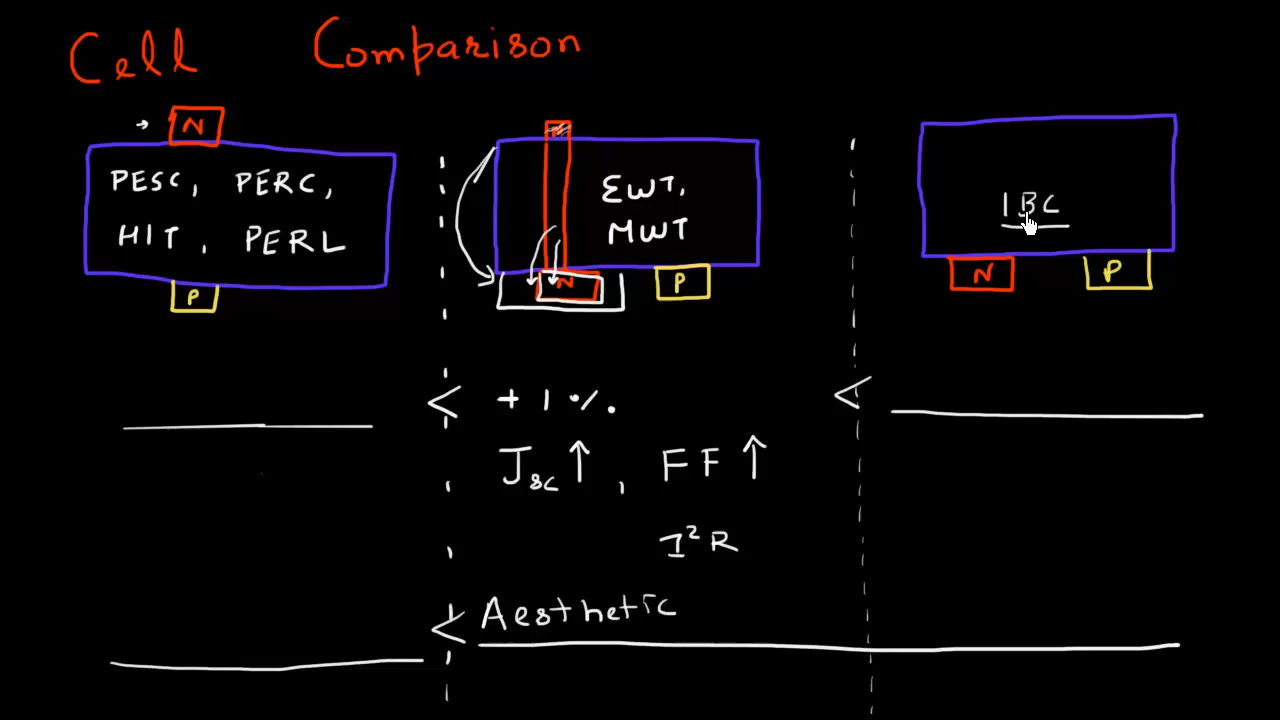 Cell Comparison
N
PESC, PERC,
HIT, PERL
P
EWT,
MWT
N
P
IBC
N
P
< + 1 % <
Jsc ↑ , FF ↑
I²R
< Aesthetic